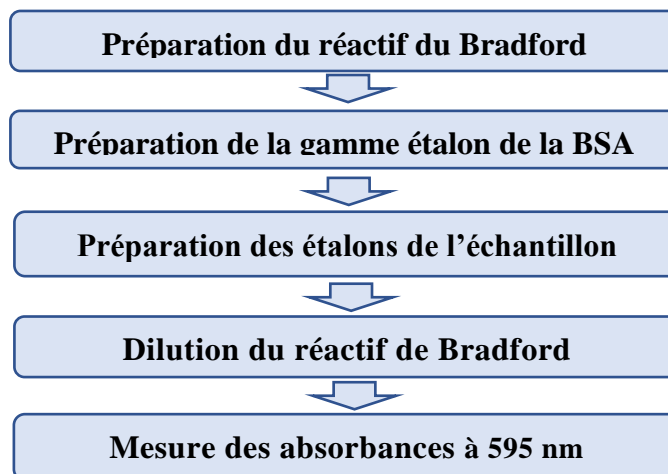 Préparation du réactif du Bradford
Préparation de la gamme étalon de la BSA
Préparation des étalons de l’échantillon
Dilution du réactif de Bradford
Mesure des absorbances à 595 nm